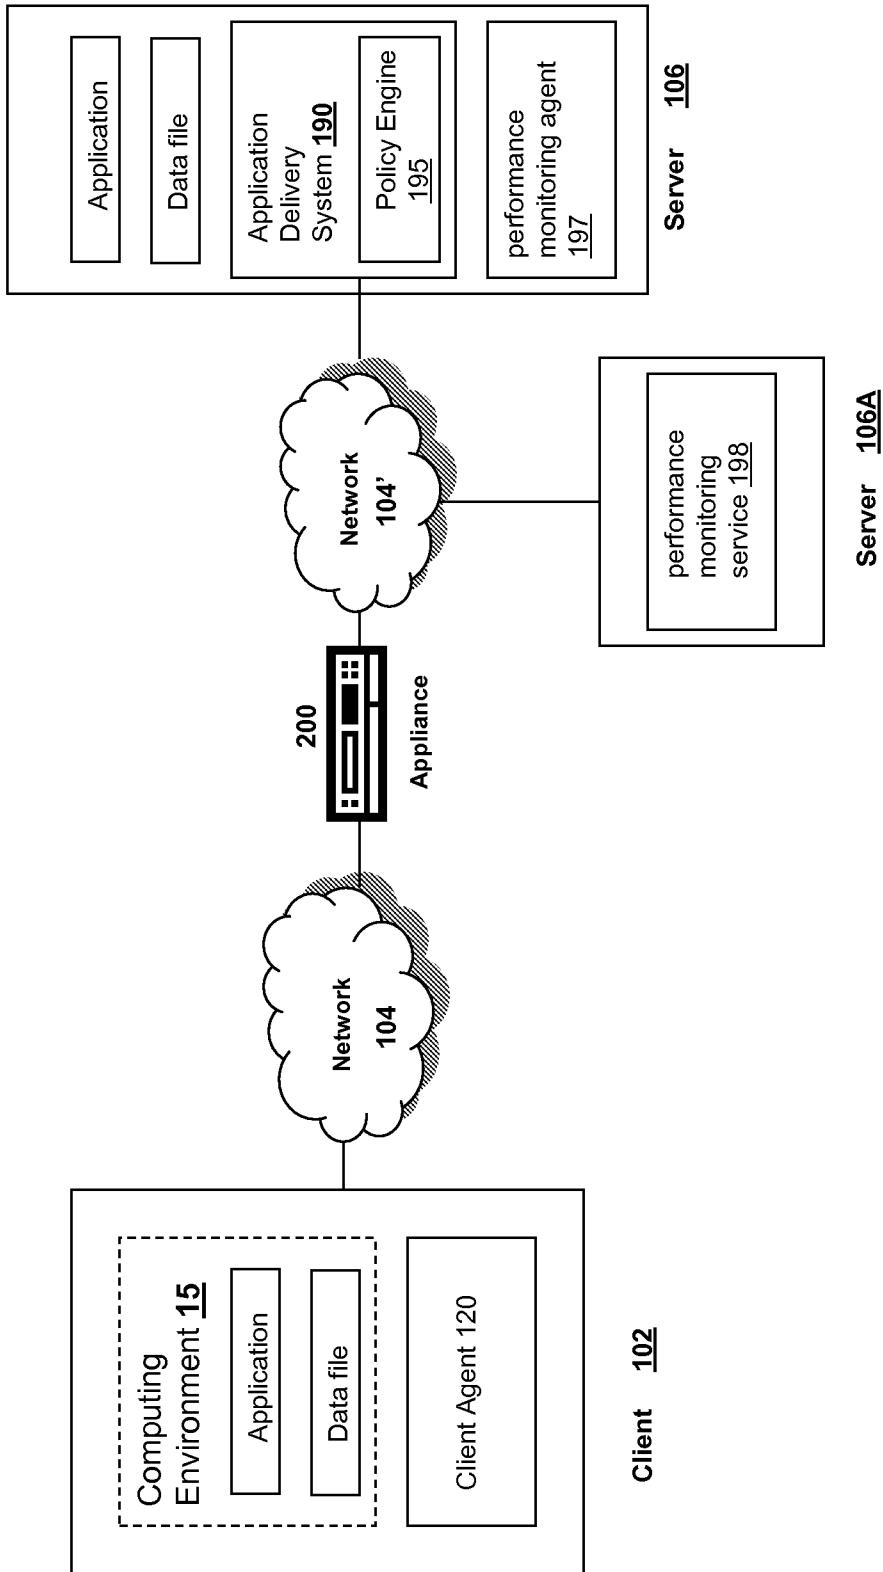 Computing
Environment 15
Application
Data file
Client Agent 120
Client 102
Network
104
200
Appliance
Network
104’
Application
Data file
Application
Delivery
System 190
Policy Engine
195
performance
monitoring agent
197
Server 106
performance
monitoring
service 198
Server 106A